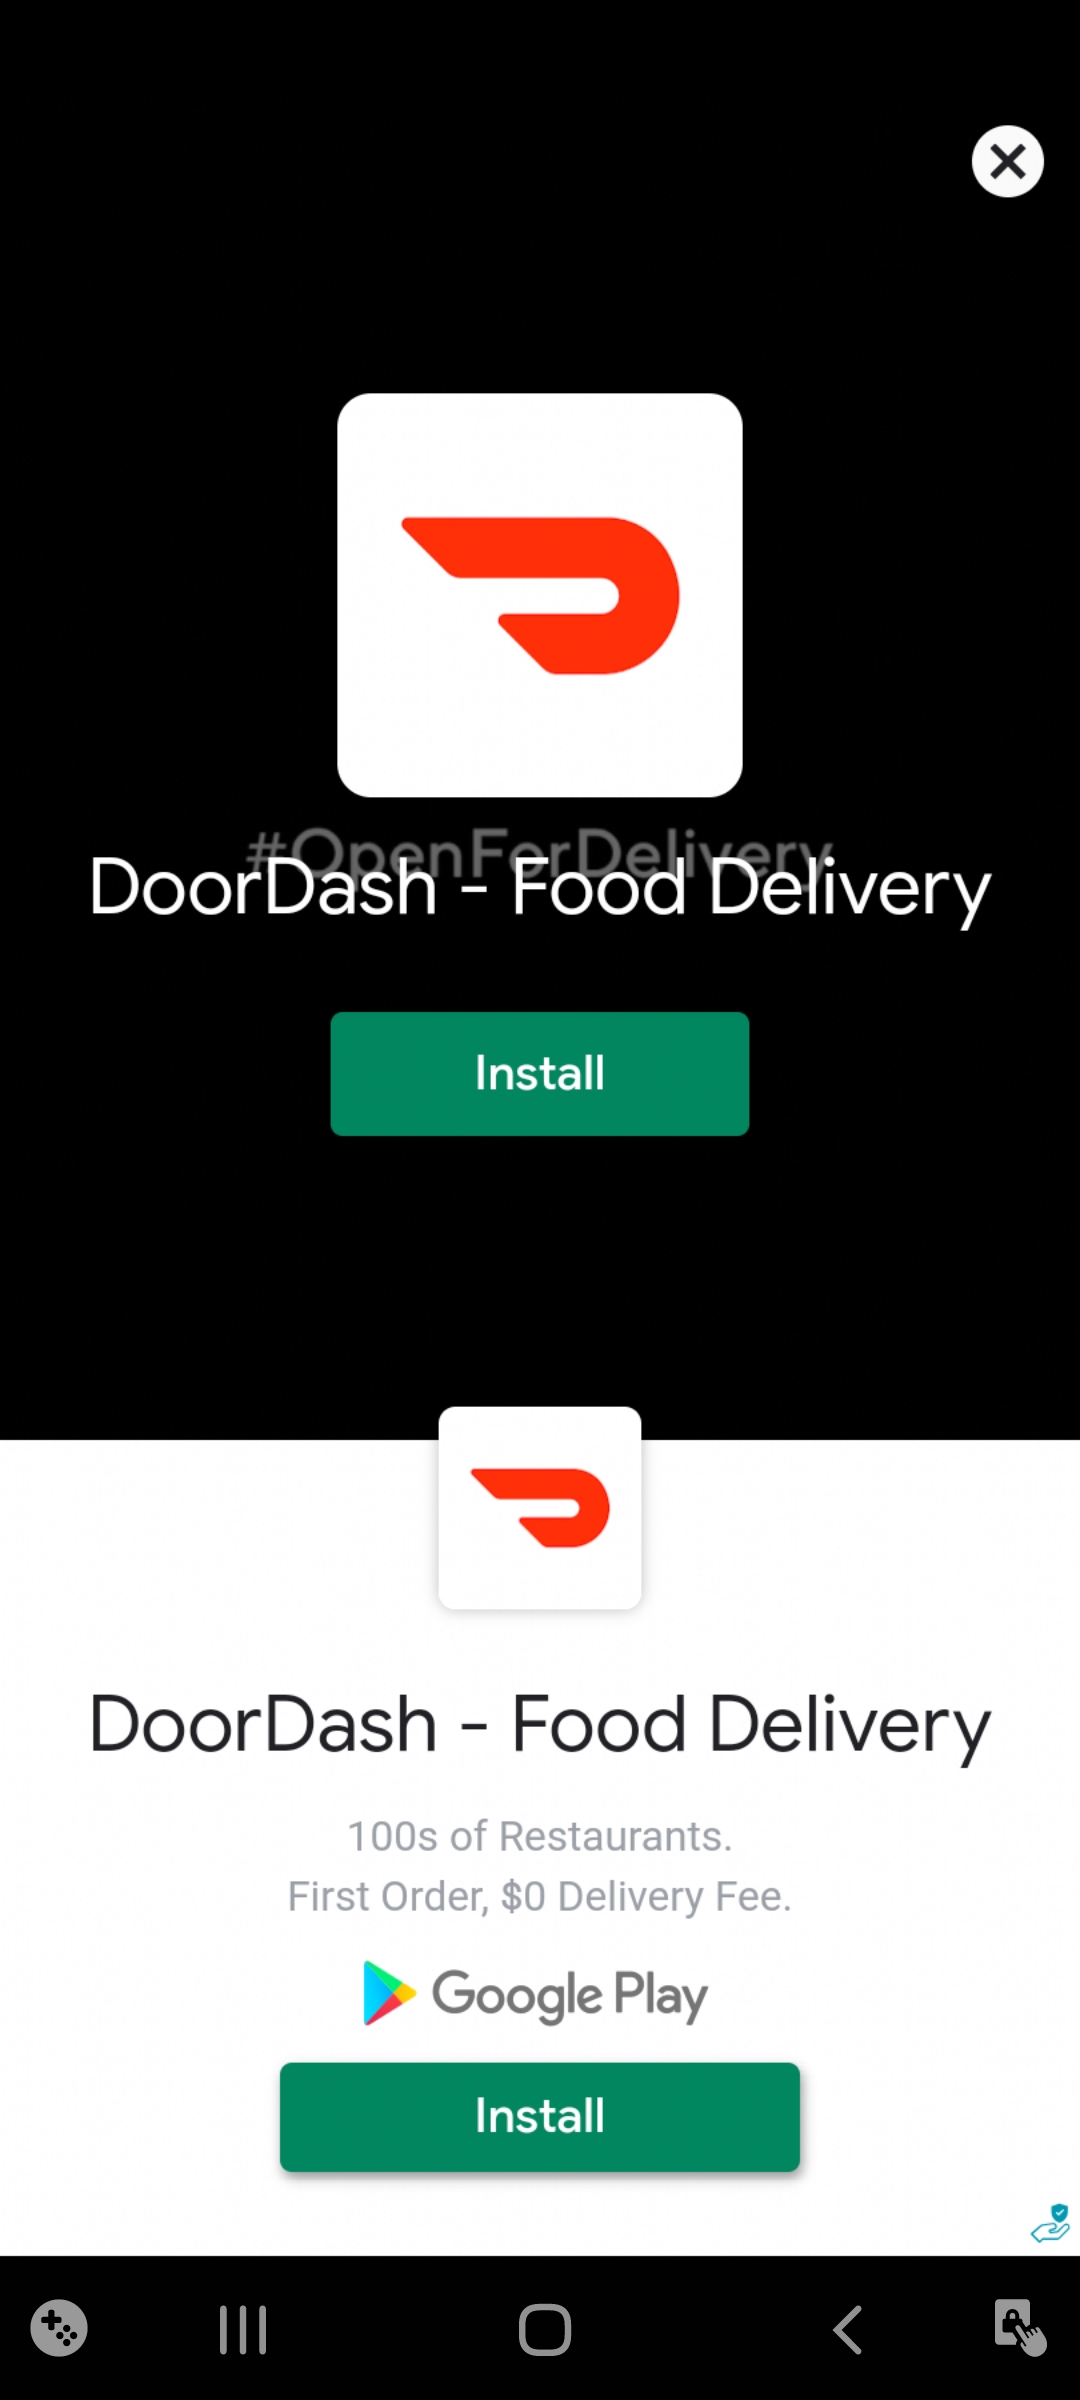 #OpenForDelivery
DoorDash - Food Delivery
Install
DoorDash - Food Delivery
100s of Restaurants.
First Order, $0 Delivery Fee.
Google Play
Install